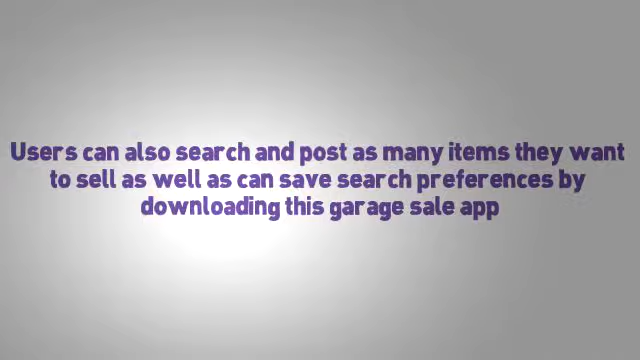 Users can also search and post as many items they want
to sell as well as can save search preferences by
downloading this garage sale app